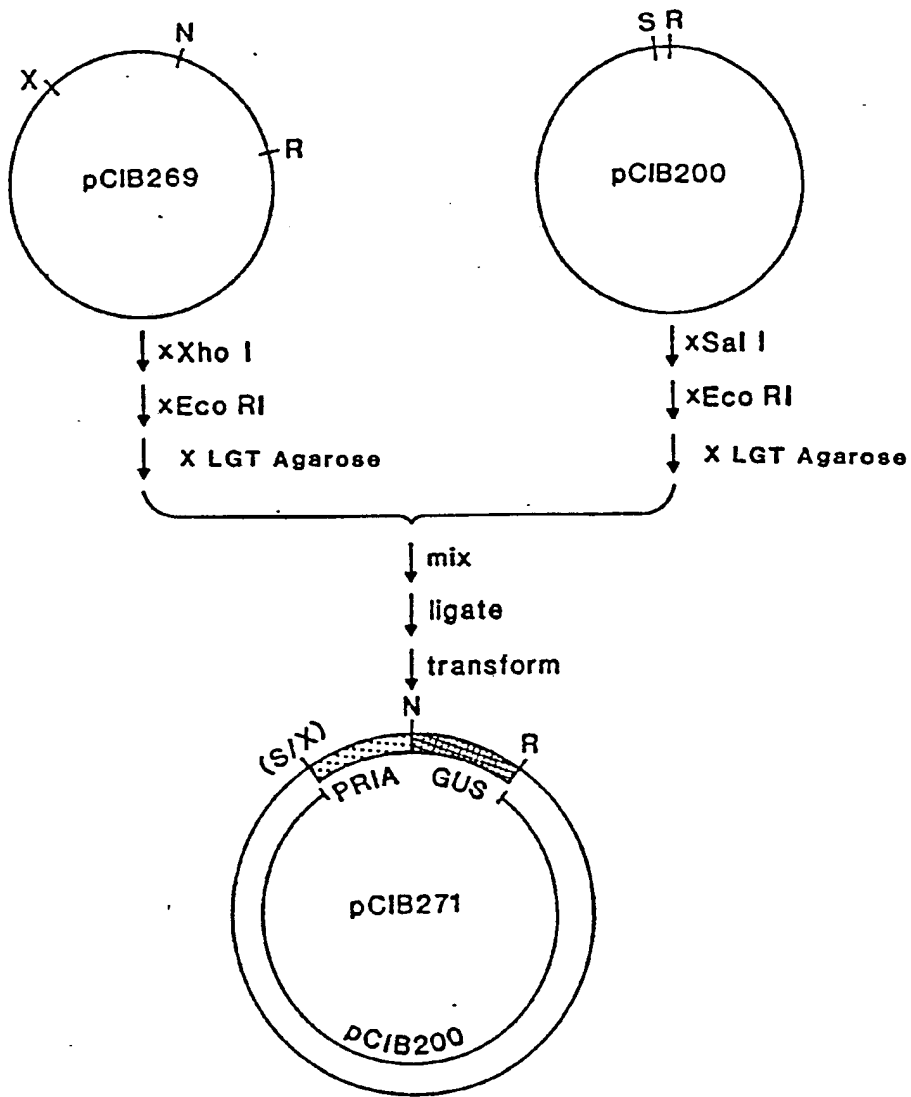 N
X
R
pCIB269
S R
pCIB200
xXho I
xEco RI
X LGT Agarose
xSal I
xEco RI
X LGT Agarose
mix
ligate
transform
N
(S/X)
R
PRIA
GUS
pCIB271
pCIB200